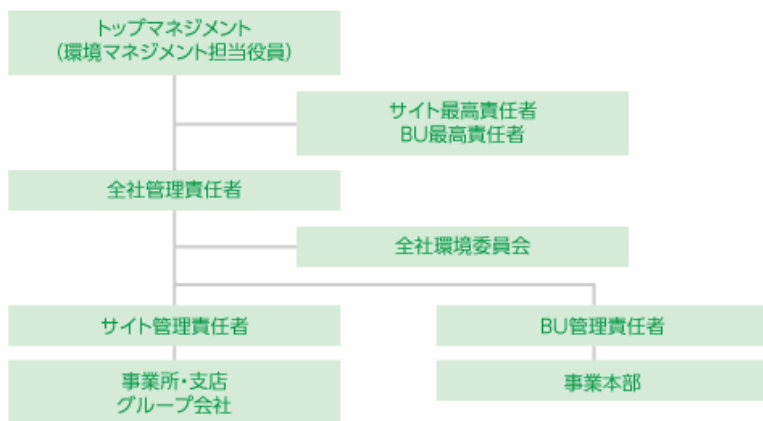 トップマネジメント
(環境マネジメント担当役員)
サイト最高責任者
BU最高責任者
全社管理責任者
全社環境委員会
サイト管理責任者
BU管理責任者
事業所・支店
グループ会社
事業本部